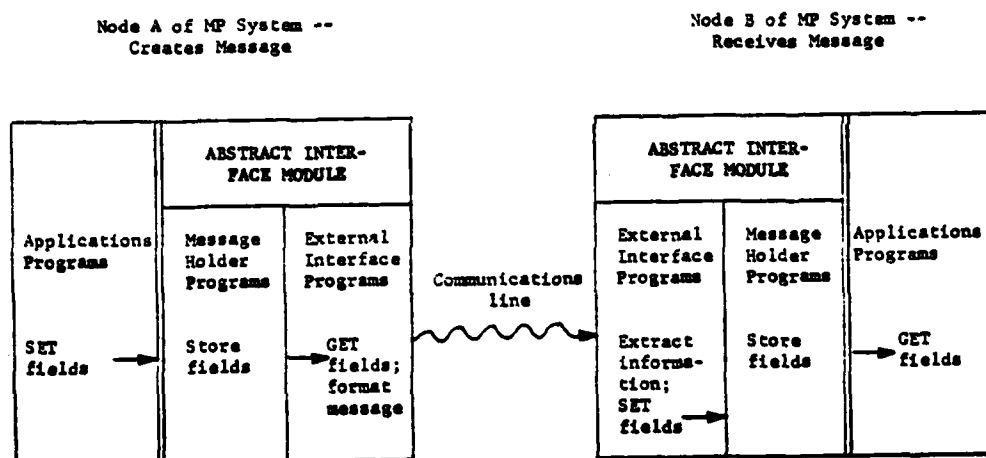 Node A of MP System --
Creates Message
Node B of MP System --
Receives Message
ABSTRACT INTER-
FACE MODULE
Applications
Programs
Message
Holder
Programs
External
Interface
Programs
SET
fields
Store
fields
GET
fields;
format
message
Communications
line
ABSTRACT INTER-
FACE MODULE
External
Interface
Programs
Message
Holder
Programs
Applications
Programs
Extract
informa-
tion;
SET
fields
Store
fields
GET
fields